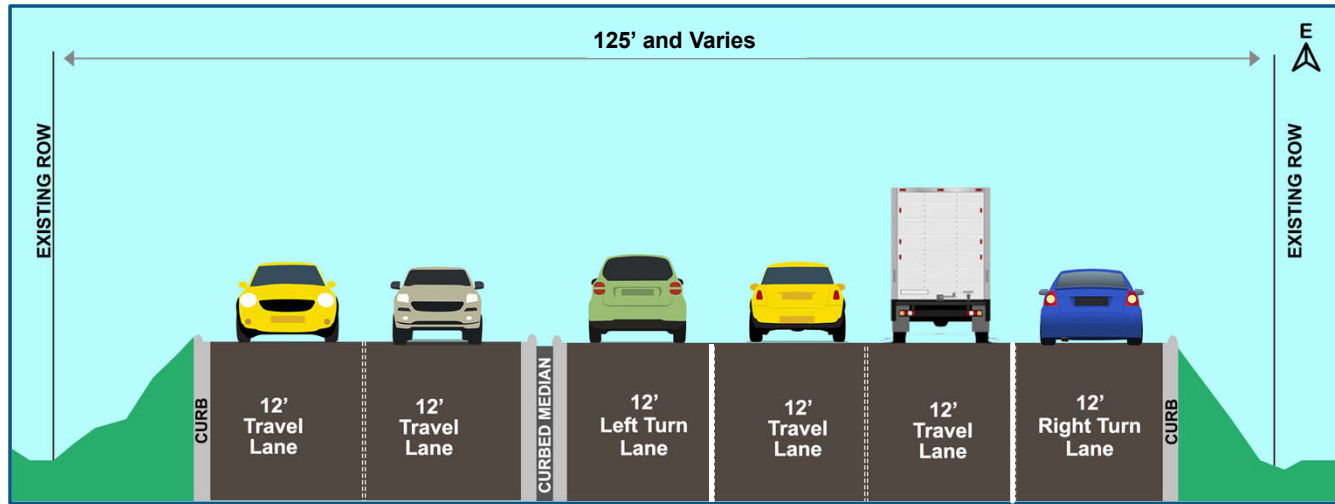 125’ and Varies
E
EXISTING ROW
EXISTING ROW
CURB
12’
Travel
Lane
12’
Travel
Lane
CURBED MEDIAN
12’
Left Turn
Lane
12’
Travel
Lane
12’
Travel
Lane
12’
Right Turn
Lane
CURB